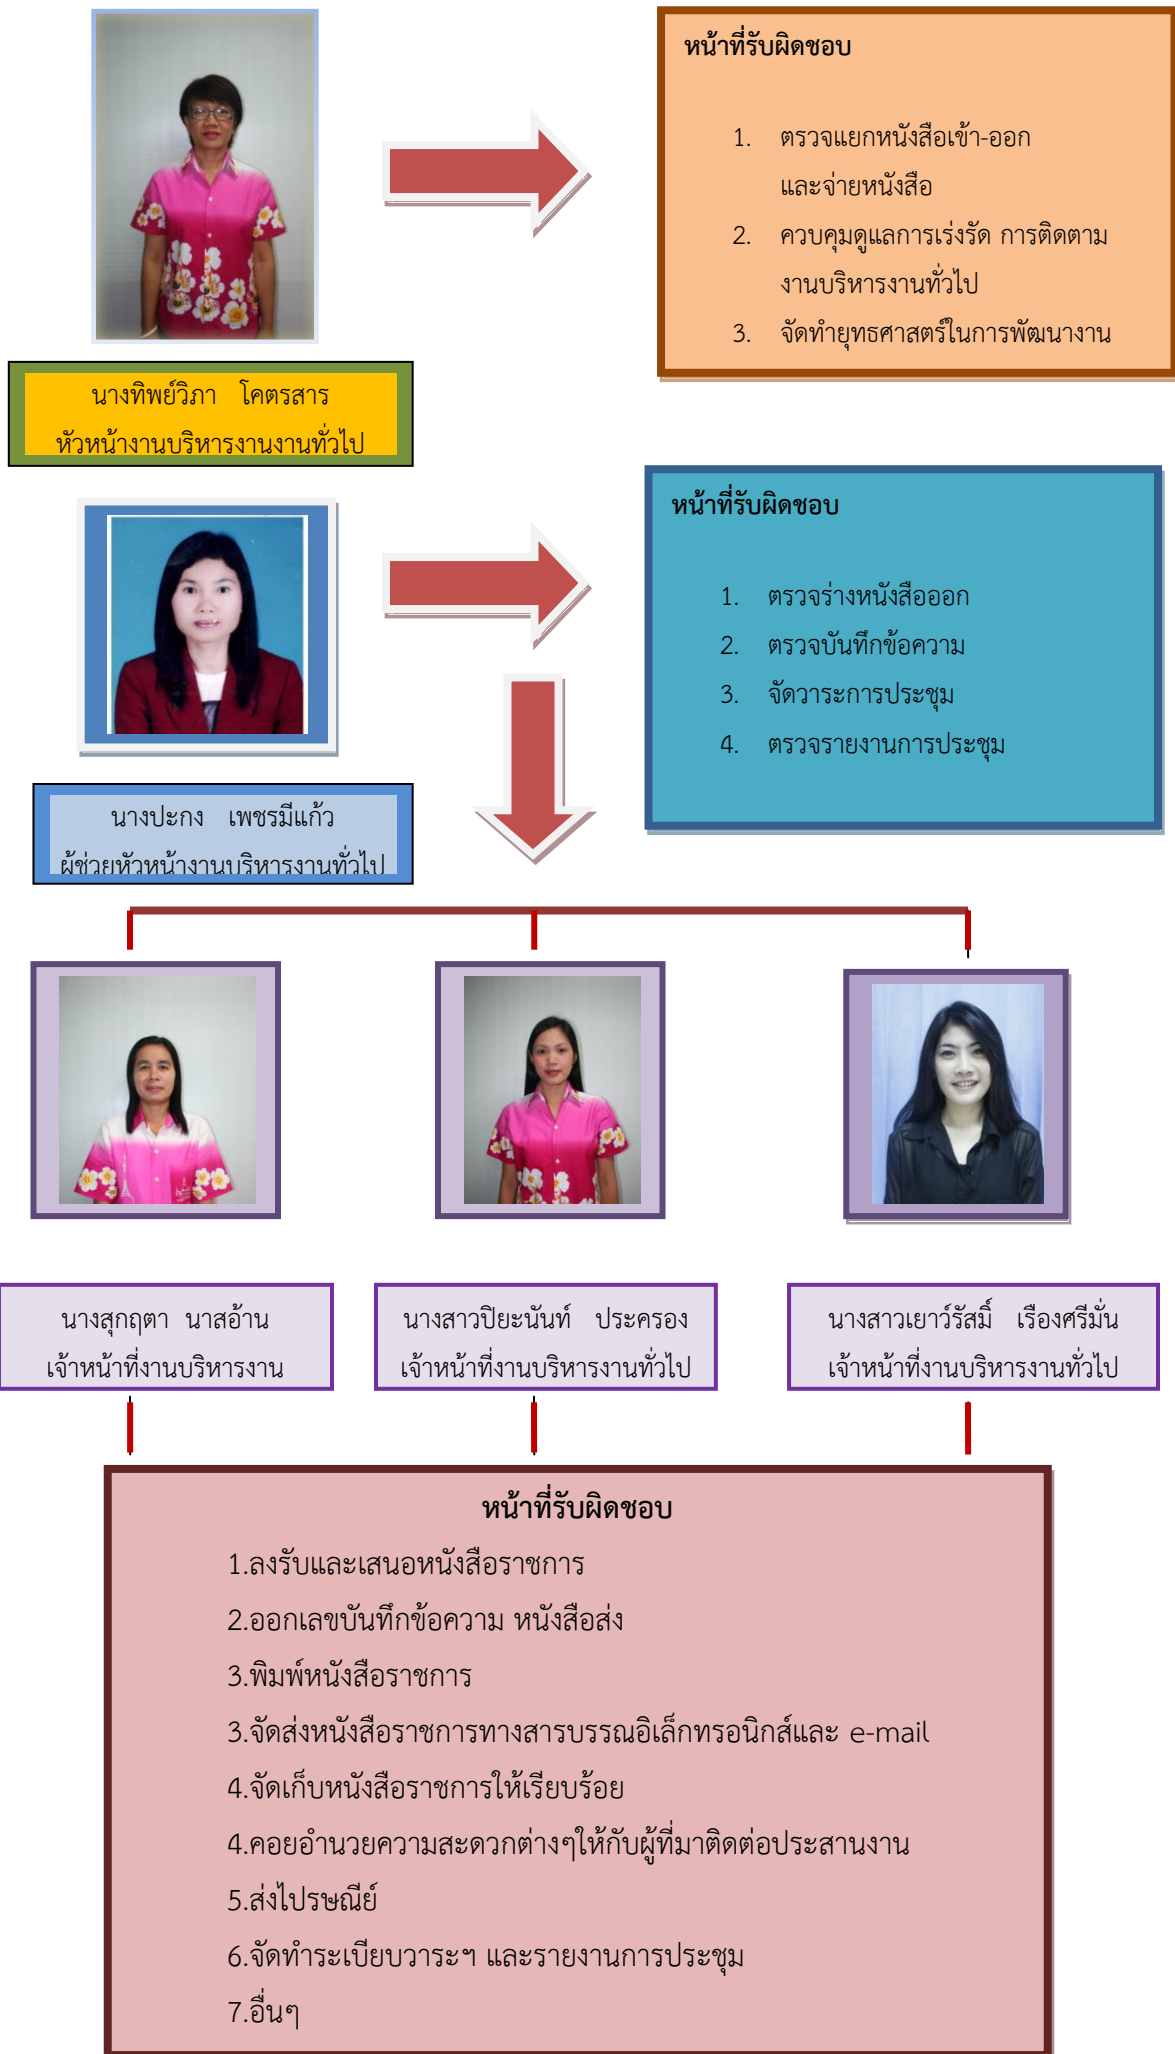 หน้าที่รับผิดชอบ
1. ตรวจแยกหนังสือเข้า-ออก
และจ่ายหนังสือ
2. ควบคุมดูแลการเร่งรัด การติดตาม
งานบริหารงานทั่วไป
3. จัดทำยุทธศาสตร์ในการพัฒนางาน
นางทิพย์วิภา โคตรสาร
หัวหน้างานบริหารงานงานทั่วไป
หน้าที่รับผิดชอบ
1. ตรวจร่างหนังสือออก
2. ตรวจบันทึกข้อความ
3. จัดวาระการประชุม
4. ตรวจรายงานการประชุม
นางปะกง เพชรมีแก้ว
ผู้ช่วยหัวหน้างานบริหารงานทั่วไป
นางสุกฤตา นาสอ้าน
เจ้าหน้าที่งานบริหารงาน
นางสาวปิยะนันท์ ประครอง
เจ้าหน้าที่งานบริหารงานทั่วไป
นางสาวเยาว์รัสมิ์ เรืองศรีมั่น
เจ้าหน้าที่งานบริหารงานทั่วไป
หน้าที่รับผิดชอบ
1.ลงรับและเสนอหนังสือราชการ
2.ออกเลขบันทึกข้อความ หนังสือส่ง
3.พิมพ์หนังสือราชการ
3.จัดส่งหนังสือราชการทางสารบรรณอิเล็กทรอนิกส์และ e-mail
4.จัดเก็บหนังสือราชการให้เรียบร้อย
4.คอยอำนวยความสะดวกต่างๆให้กับผู้ที่มาติดต่อประสานงาน
5.ส่งไปรษณีย์
6.จัดทำระเบียบวาระฯ และรายงานการประชุม
7.อื่นๆ